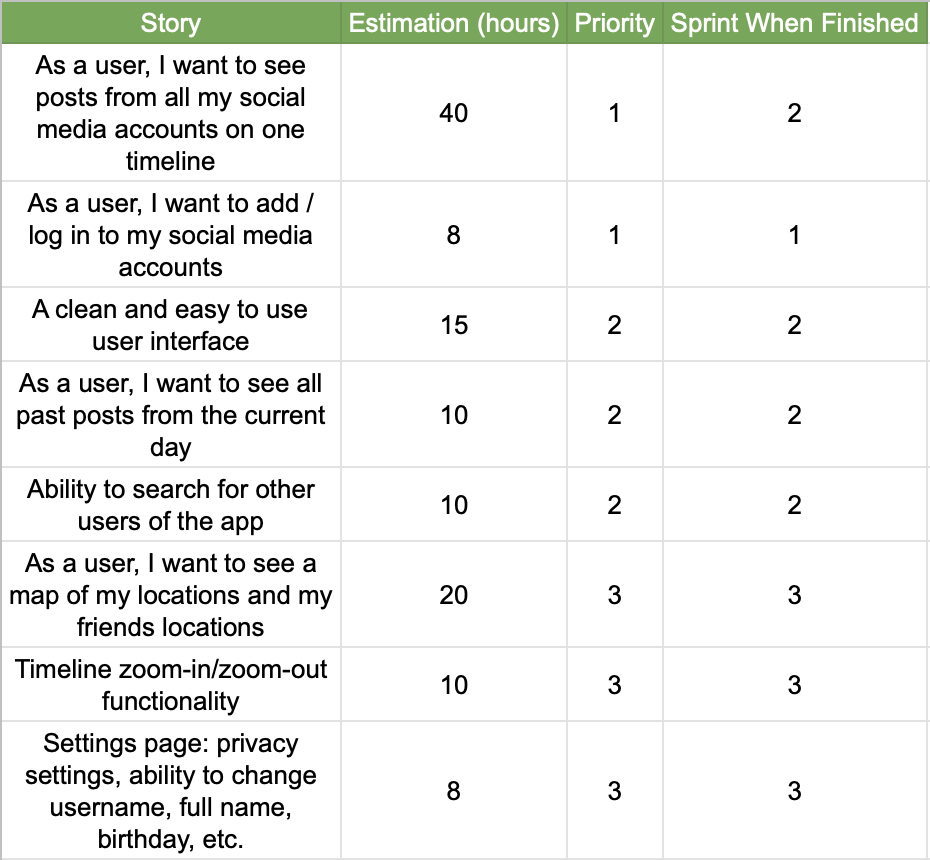 Story Estimation (hours) Priority Sprint When Finished
As a user, I want to see
posts from all my social
media accounts on one
timeline
40 1 2
As a user, I want to add /
log in to my social media
accounts
8 1 1
A clean and easy to use
user interface
15 2 2
As a user, I want to see all
past posts from the current
day
10 2 2
Ability to search for other
users of the app
10 2 2
As a user, I want to see a
map of my locations and my
friends locations
20 3 3
Timeline zoom-in/zoom-out
functionality
10 3 3
Settings page: privacy
settings, ability to change
username, full name,
birthday, etc.
8 3 3